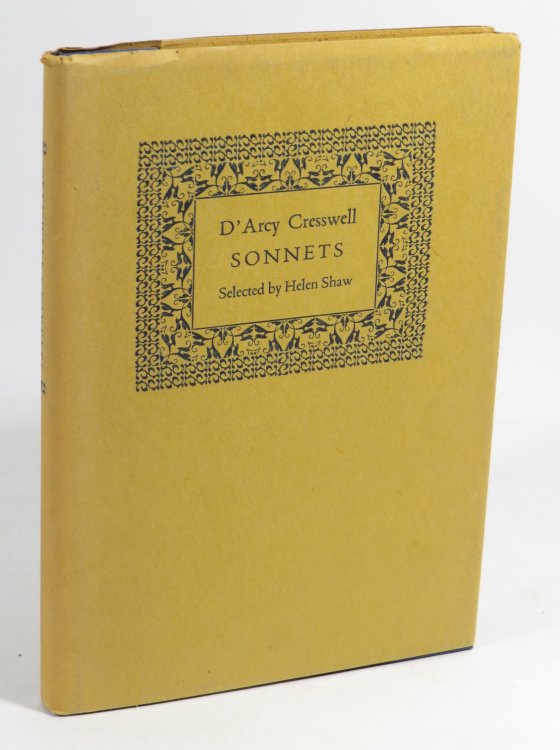 D'Arcy Cresswell
SONNETS
Selected by Helen Shaw